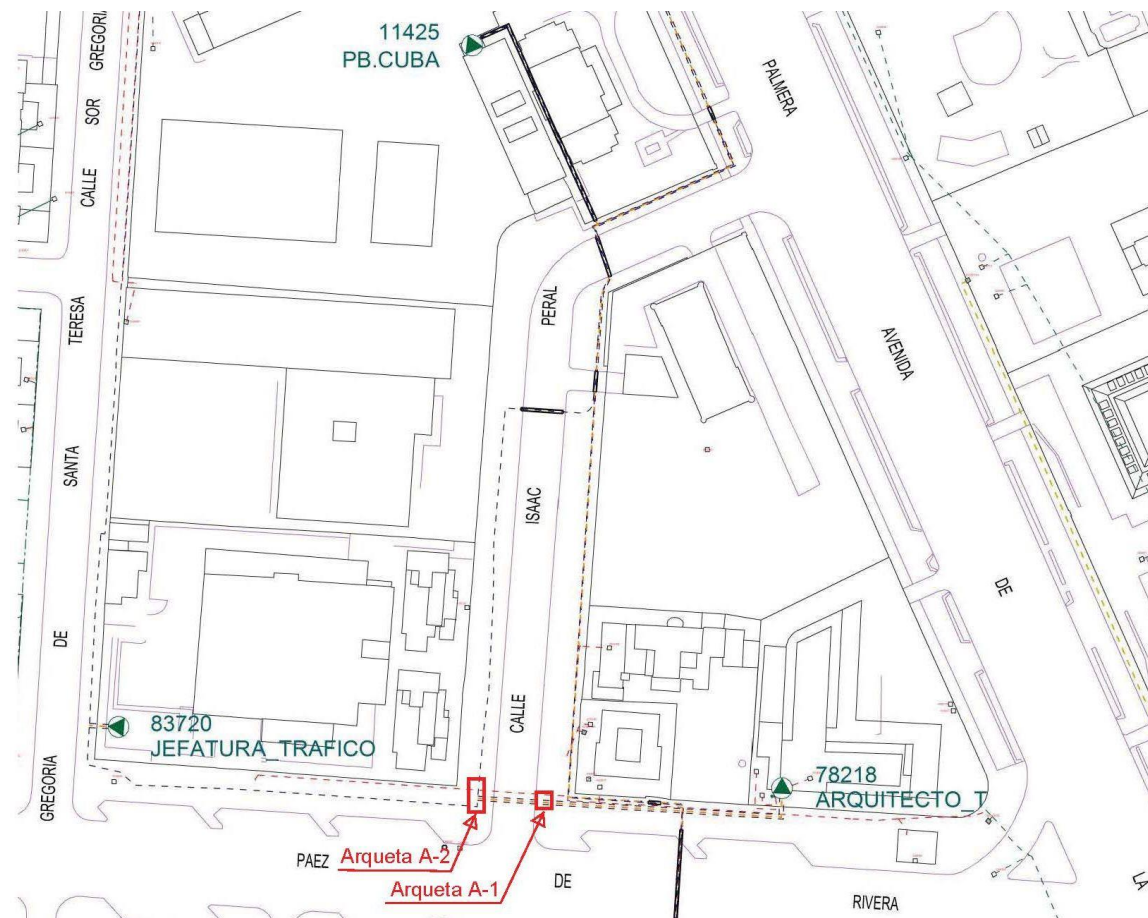 11425
PB.CUBA
PALMERA
GREGORIA
SOR
CALLE
TERESA
PERAL
AVENIDA
SANTA
ISAAC
DE
DE
CALLE
83720
JEFATURA_TRAFICO
GREGORIA
78218
ARQUITECTO_T
PAEZ
Arqueta A-2
Arqueta A-1
DE
RIVERA
LA